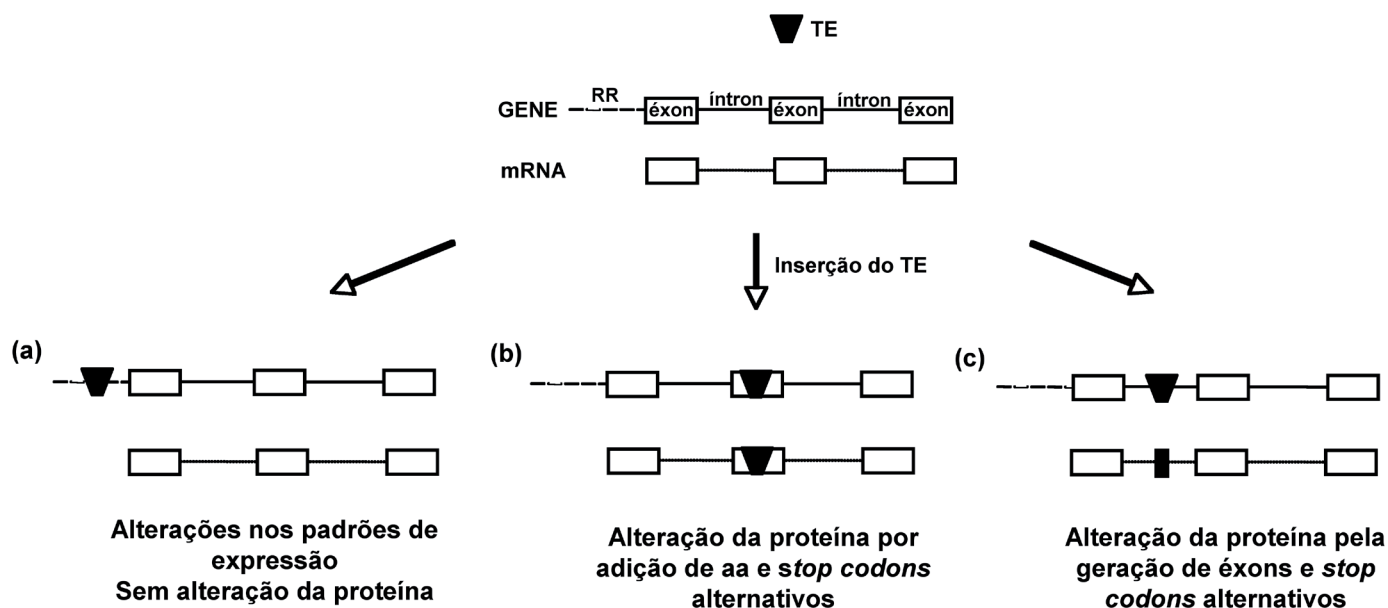 TE
RR
GENE
éxon
íntron
éxon
íntron
éxon
mRNA
Inserção do TE
(a)
Alterações nos padrões de
expressão
Sem alteração da proteína
(b)
Alteração da proteína por
adição de aa e stop codons
alternativos
(c)
Alteração da proteína pela
geração de éxons e stop
codons alternativos